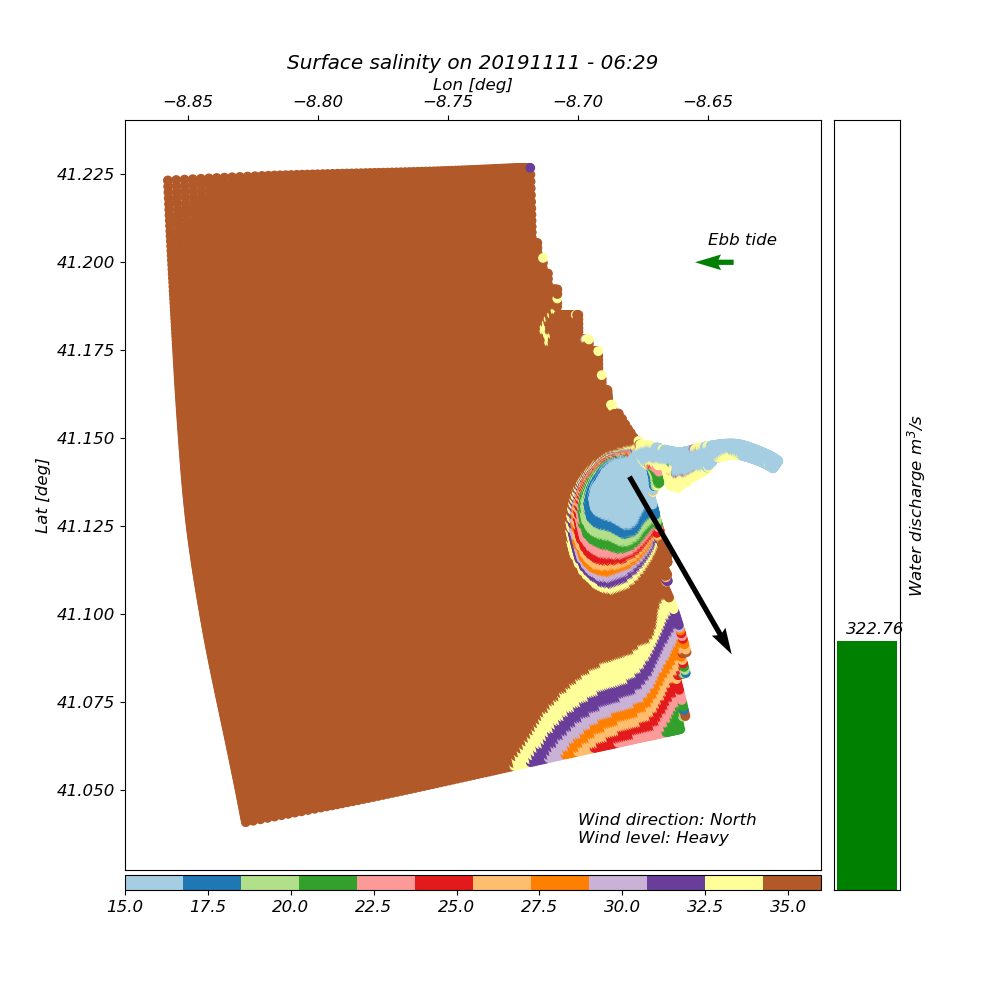 Surface salinity on 20191111 - 06:29
Lon [deg]
−8.85 −8.80 −8.75 −8.70 −8.65
41.225
41.200
41.175
41.150
41.125
41.100
41.075
41.050
Lat [deg]
Ebb tide
Wind direction: North
Wind level: Heavy
322.76
Water discharge m³/s
15.0 17.5 20.0 22.5 25.0 27.5 30.0 32.5 35.0